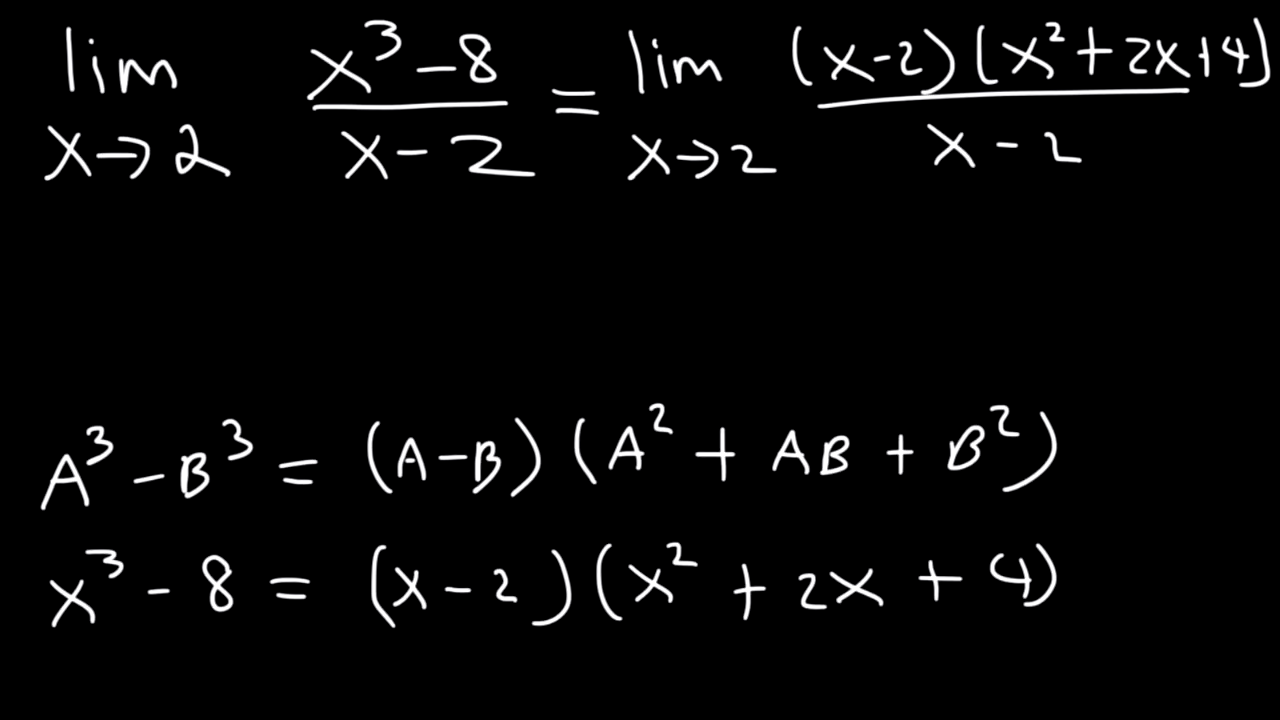 lim x→2 (x³ - 8)/(x - 2) = lim x→2 (x-2)(x²+2x+4)/(x - 2)
A³ - B³ = (A-B)(A² + AB + B²)
x³ - 8 = (x - 2)(x² + 2x + 4)